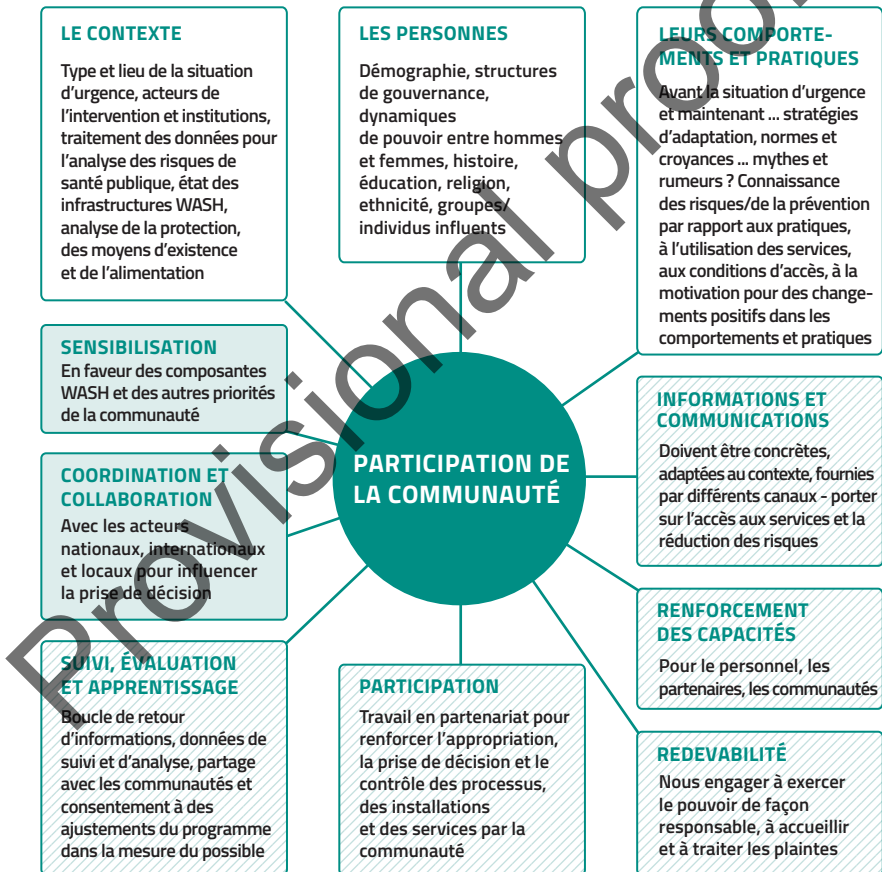 LE CONTEXTE
Type et lieu de la situation
d'urgence, acteurs de
l'intervention et institutions,
traitement des données pour
l'analyse des risques de
santé publique, état des
infrastructures WASH,
analyse de la protection,
des moyens d'existence
et de l'alimentation
LES PERSONNES
Démographie, structures
de gouvernance,
dynamiques
de pouvoir entre hommes
et femmes, histoire,
éducation, religion,
ethnicité, groupes/
individus influents
LEURS COMPORTE-
MENTS ET PRATIQUES
Avant la situation d'urgence
et maintenant ... stratégies
d'adaptation, normes et
croyances ... mythes et
rumeurs ? Connaissance
des risques/de la prévention
par rapport aux pratiques,
à l'utilisation des services,
aux conditions d'accès, à la
motivation pour des change-
ments positifs dans les
comportements et pratiques
SENSIBILISATION
En faveur des composantes
WASH et des autres priorités
de la communauté
COORDINATION ET
COLLABORATION
Avec les acteurs
nationaux, internationaux
et locaux pour influencer
la prise de décision
PARTICIPATION DE
LA COMMUNAUTÉ
INFORMATIONS ET
COMMUNICATIONS
Doivent être concrètes,
adaptées au contexte, fournies
par différents canaux - porter
sur l'accès aux services et la
réduction des risques
RENFORCEMENT
DES CAPACITÉS
Pour le personnel, les
partenaires, les communautés
SUIVI, ÉVALUATION
ET APPRENTISSAGE
Boucle de retour
d'informations, données de
suivi et d'analyse, partage
avec les communautés et
consentement à des
ajustements du programme
dans la mesure du possible
PARTICIPATION
Travail en partenariat pour
renforcer l'appropriation,
la prise de décision et le
contrôle des processus,
des installations
et des services par la
communauté
REDEVABILITÉ
Nous engager à exercer
le pouvoir de façon
responsable, à accueillir
et à traiter les plaintes
Provisional proo